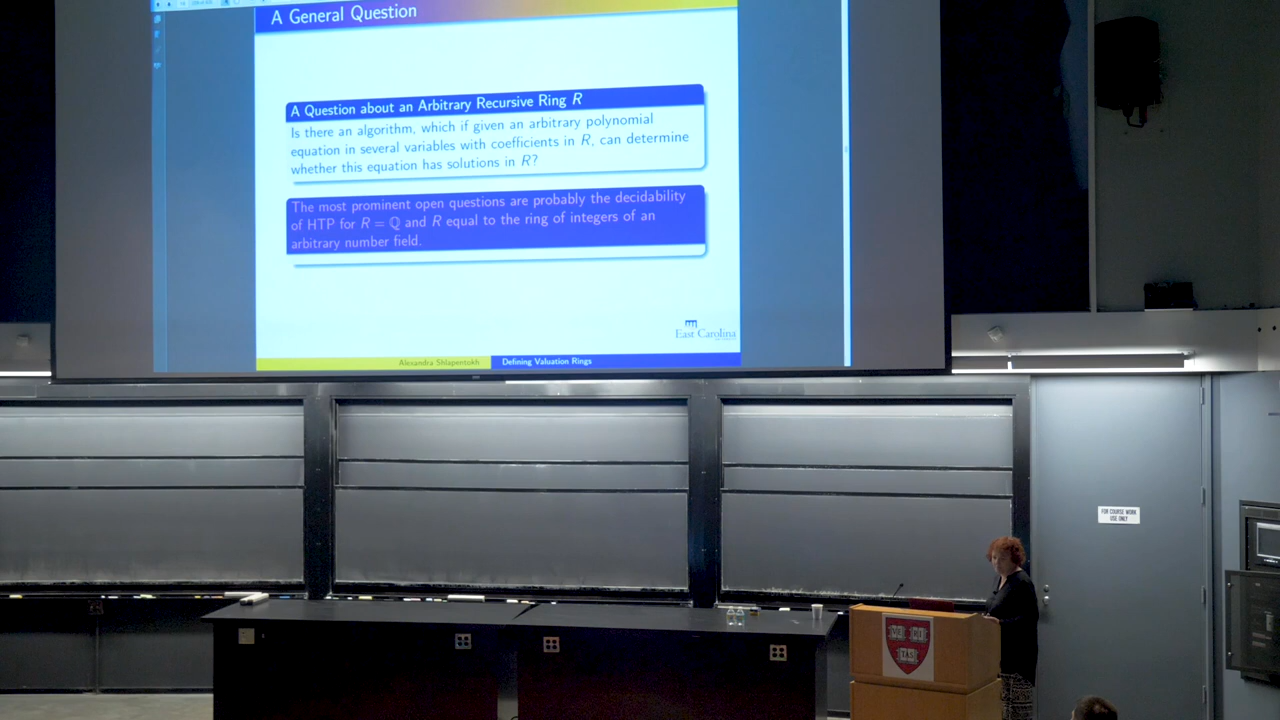 A General Question
A Question about an Arbitrary Recursive Ring R
Is there an algorithm, which if given an arbitrary polynomial
equation in several variables with coefficients in R, can determine
whether this equation has solutions in R?
The most prominent open questions are probably the decidability
of HTP for R = ℚ and R equal to the ring of integers of an
arbitrary number field.
East Carolina
Alexandra Shlapentokh
Defining Valuation Rings
FOR COURSE WORK
USE ONLY
VE RI
TAS